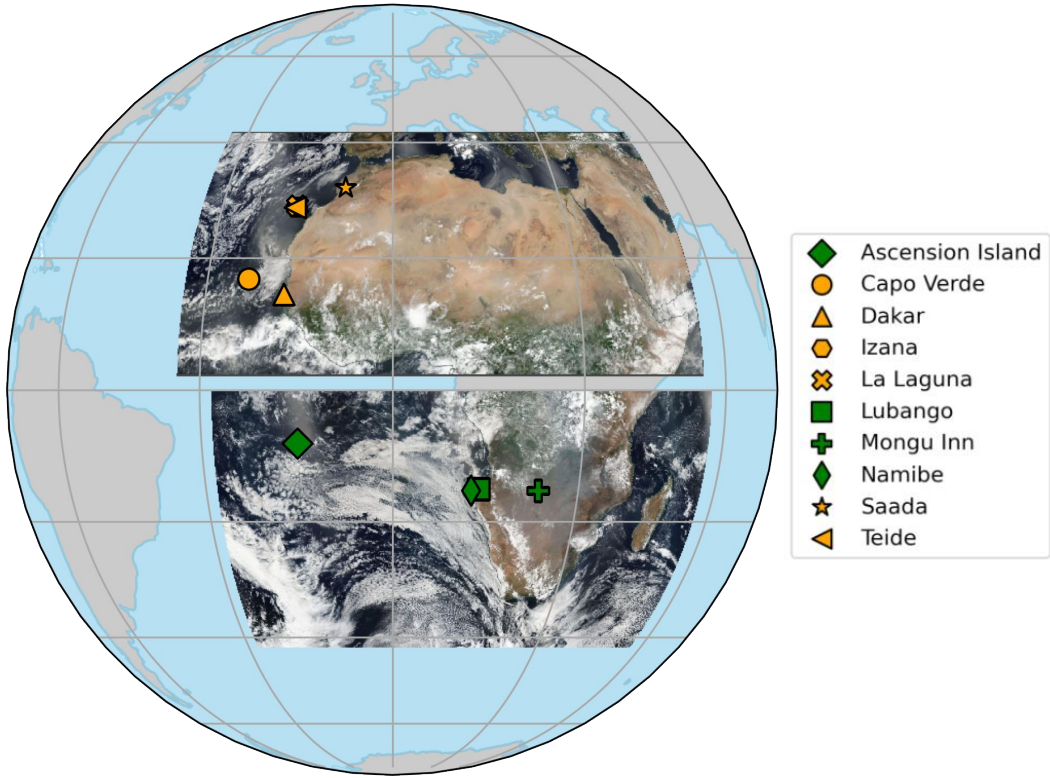 Ascension Island
Capo Verde
Dakar
Izana
La Laguna
Lubango
Mongu Inn
Namibe
Saada
Teide